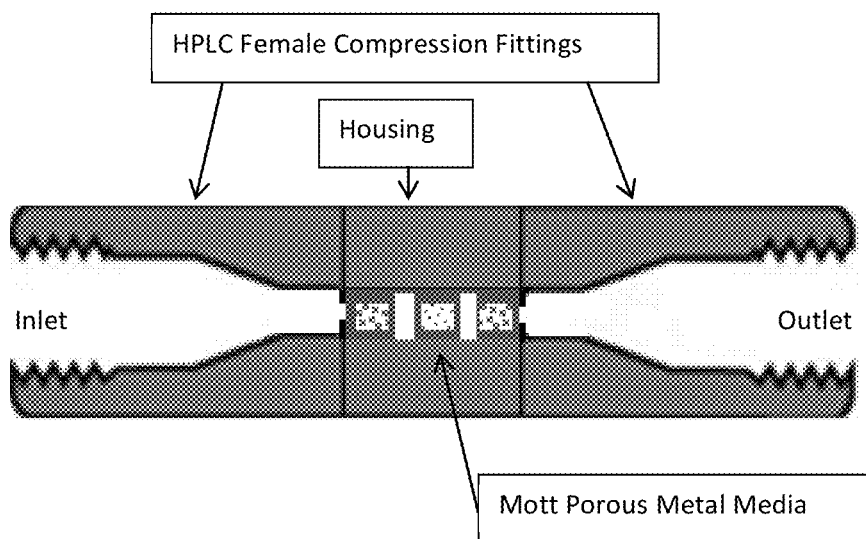 HPLC Female Compression Fittings
Housing
Inlet
Outlet
Mott Porous Metal Media